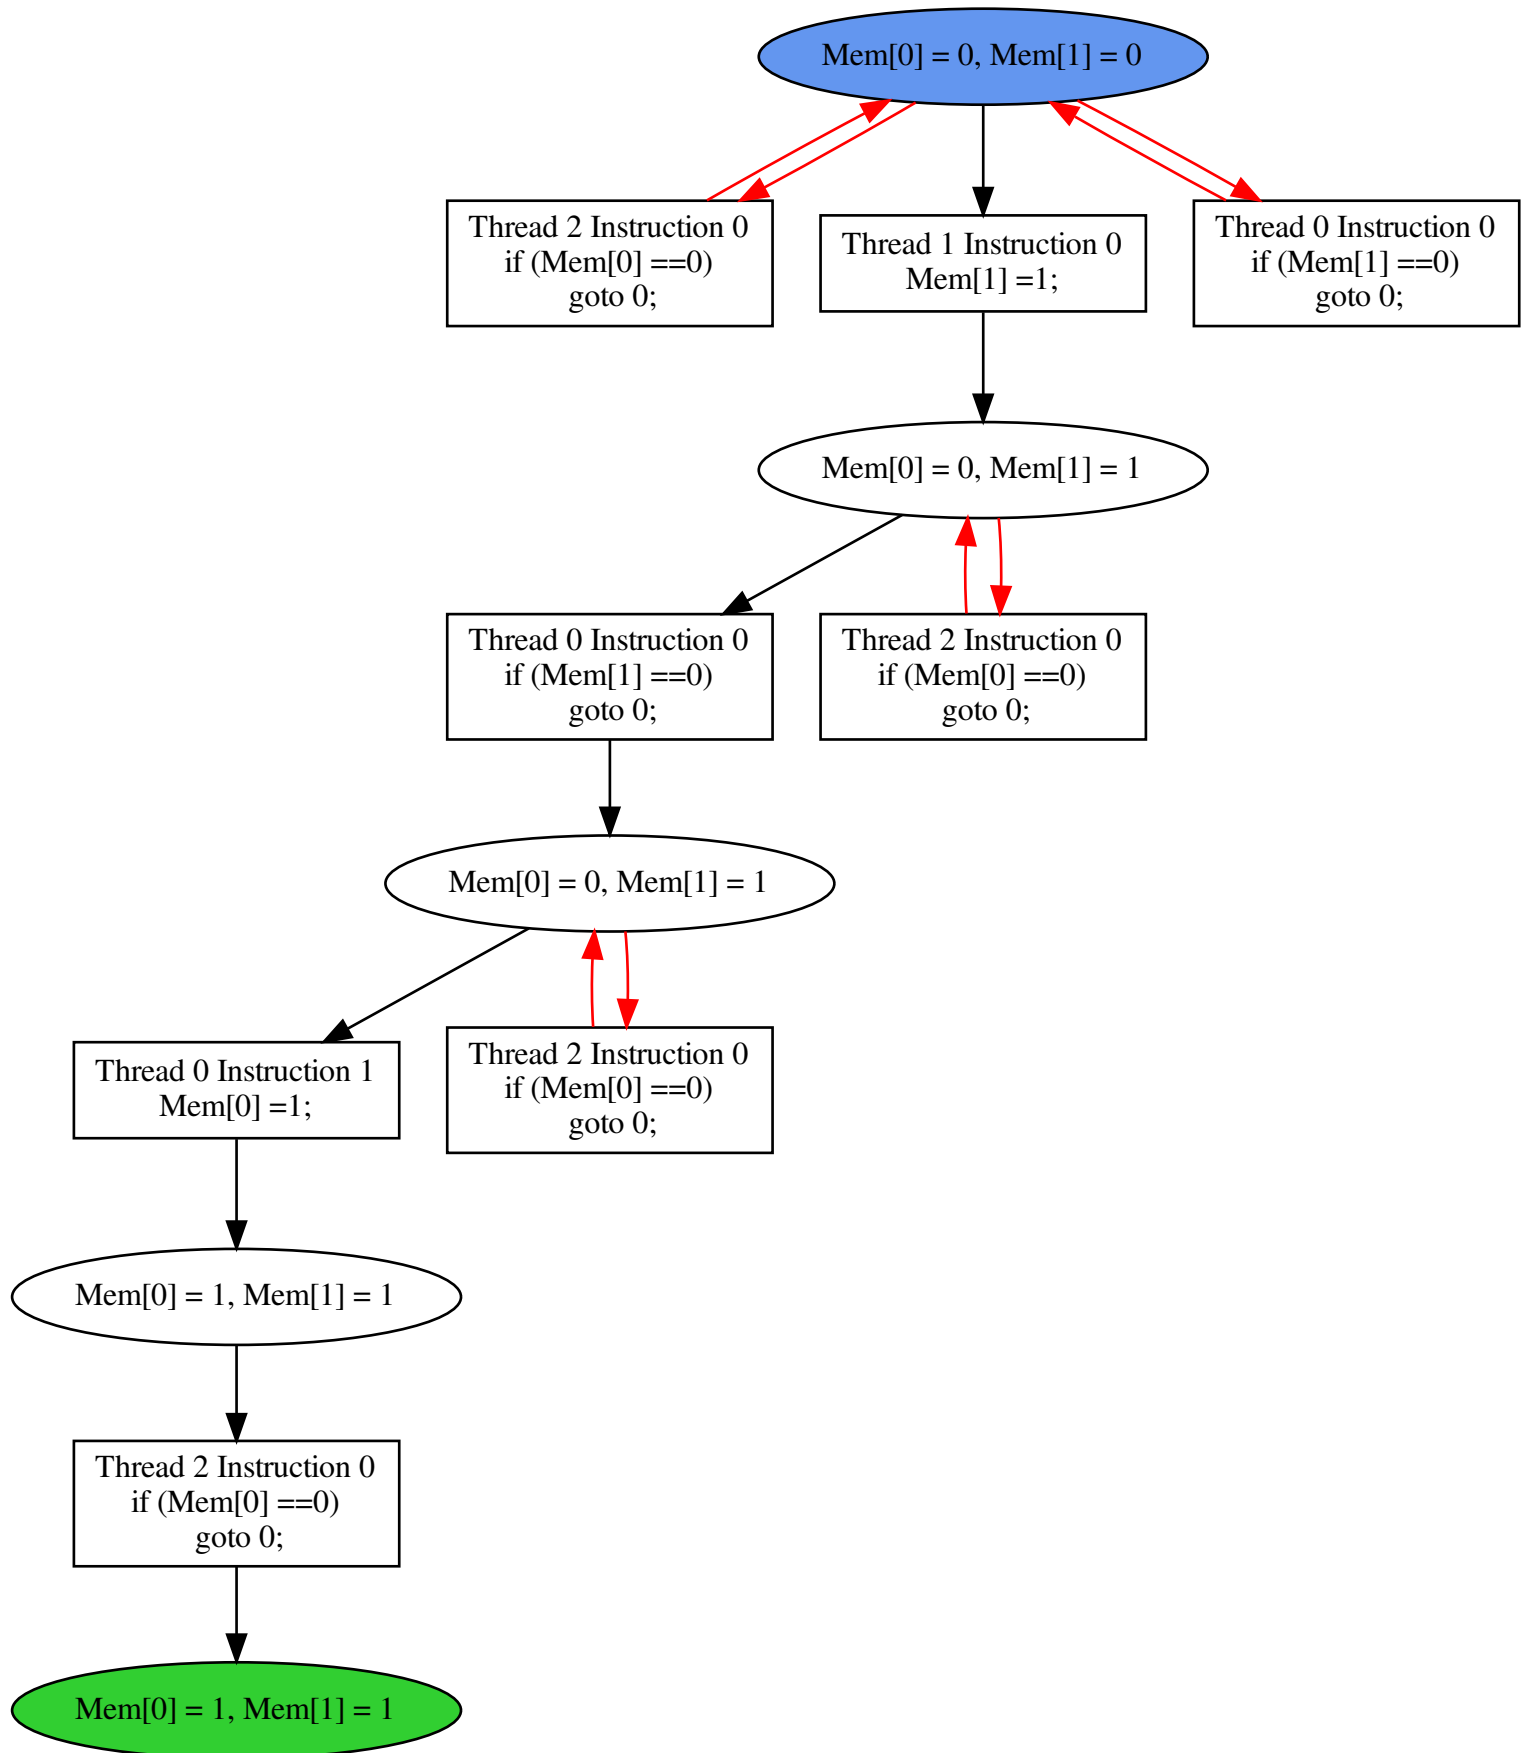 Mem[0] = 0, Mem[1] = 0
Thread 2 Instruction 0
if (Mem[0] ==0)
goto 0;
Thread 1 Instruction 0
Mem[1] =1;
Thread 0 Instruction 0
if (Mem[1] ==0)
goto 0;
Mem[0] = 0, Mem[1] = 1
Thread 0 Instruction 0
if (Mem[1] ==0)
goto 0;
Thread 2 Instruction 0
if (Mem[0] ==0)
goto 0;
Mem[0] = 0, Mem[1] = 1
Thread 0 Instruction 1
Mem[0] =1;
Thread 2 Instruction 0
if (Mem[0] ==0)
goto 0;
Mem[0] = 1, Mem[1] = 1
Thread 2 Instruction 0
if (Mem[0] ==0)
goto 0;
Mem[0] = 1, Mem[1] = 1